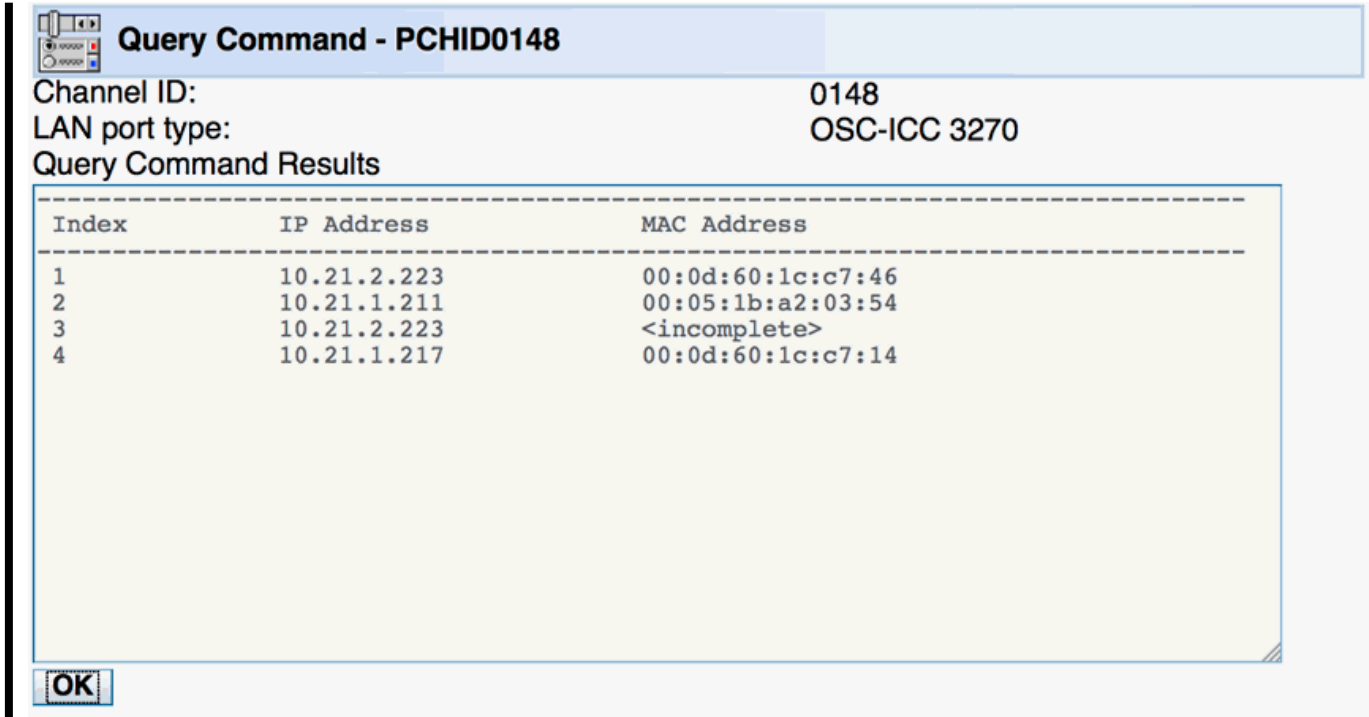 Query Command - PCHID0148
Channel ID: 0148
LAN port type: OSC-ICC 3270
Query Command Results
--------------------------------------------------------------------------------
Index IP Address MAC Address
--------------------------------------------------------------------------------
1 10.21.2.223 00:0d:60:1c:c7:46
2 10.21.1.211 00:05:1b:a2:03:54
3 10.21.2.223 <incomplete>
4 10.21.1.217 00:0d:60:1c:c7:14
OK